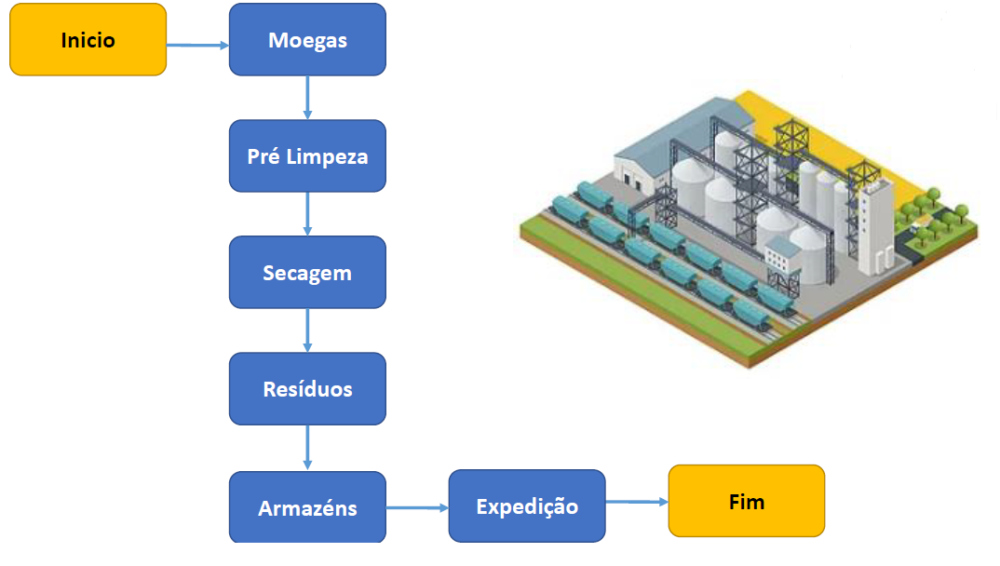 Inicio
Moegas
Pré Limpeza
Secagem
Resíduos
Armazéns
Expedição
Fim